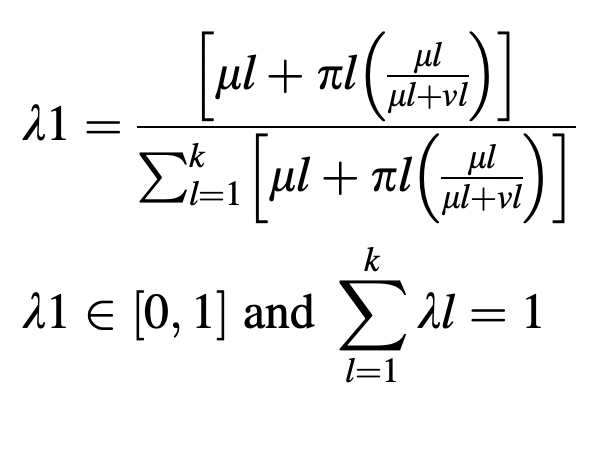 λ1 = [μl + πl(μl/(μl+νl))] / ∑_{l=1}^{k} [μl + πl(μl/(μl+νl))]
λ1 ∈ [0, 1] and ∑_{l=1}^{k} λl = 1